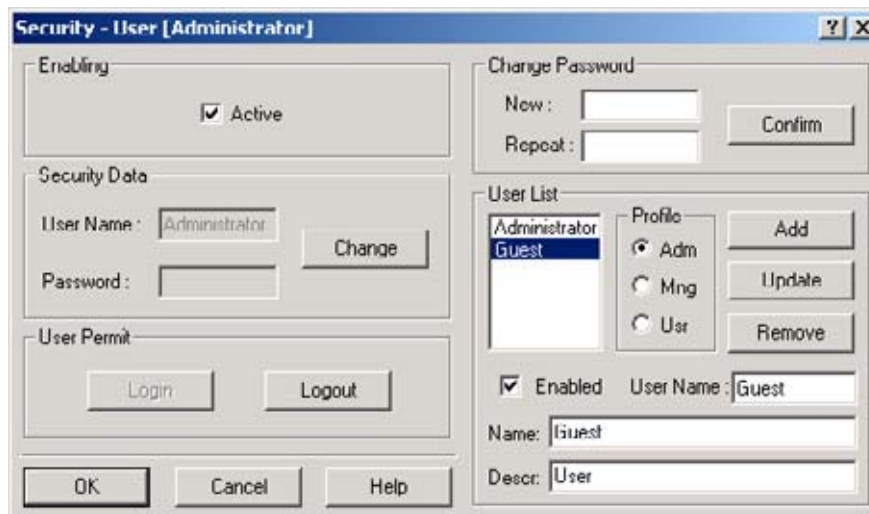 Security - User [Administrator]
Enabling
Active
Security Data
User Name :
Administrator
Password :
Change
User Permit
Login
Logout
OK
Cancel
Help
Change Password
New :
Repeat :
Confirm
User List
Administrator
Guest
Profile
Adm
Mng
Usr
Add
Update
Remove
Enabled
User Name :
Guest
Name:
Guest
Descr:
User